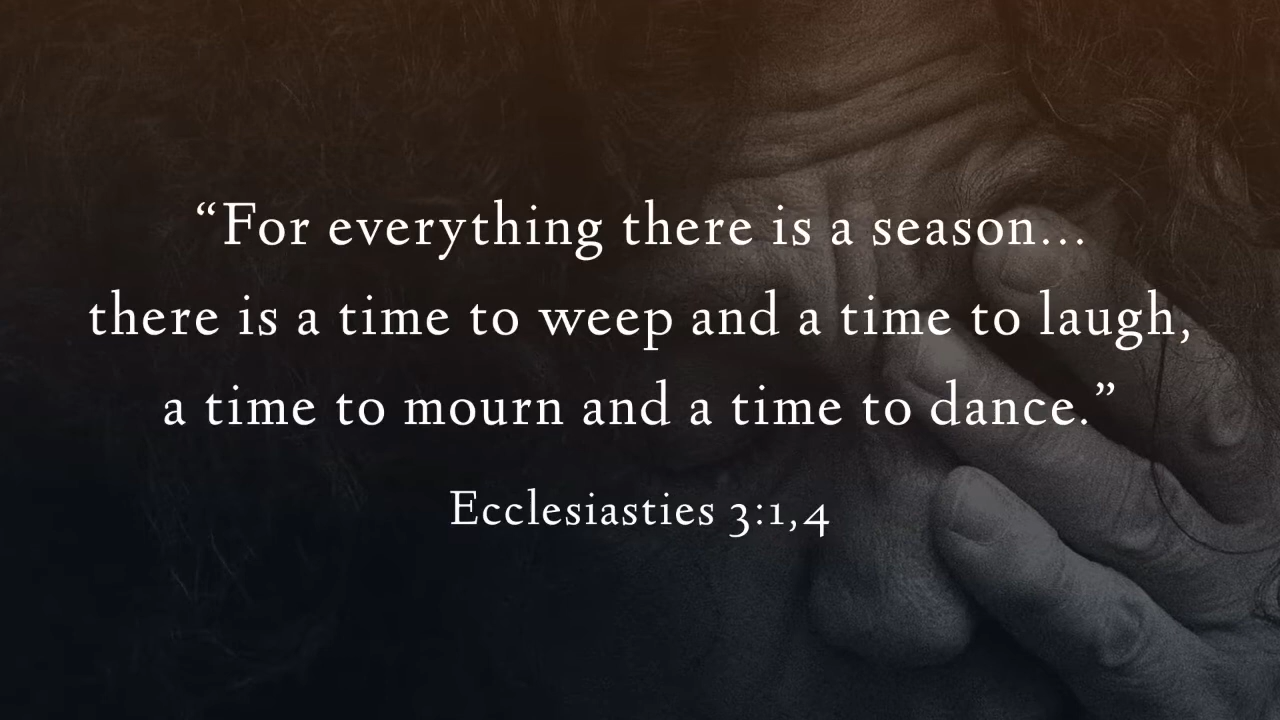 “For everything there is a season...
there is a time to weep and a time to laugh,
a time to mourn and a time to dance.”
Ecclesiasties 3:1,4